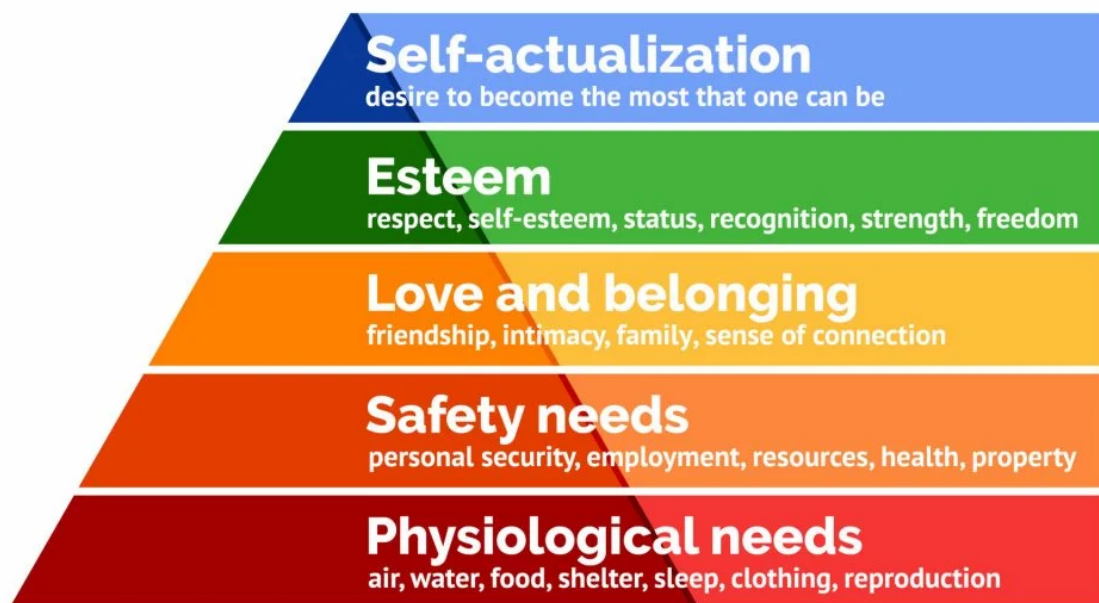 Self-actualization
desire to become the most that one can be
Esteem
respect, self-esteem, status, recognition, strength, freedom
Love and belonging
friendship, intimacy, family, sense of connection
Safety needs
personal security, employment, resources, health, property
Physiological needs
air, water, food, shelter, sleep, clothing, reproduction